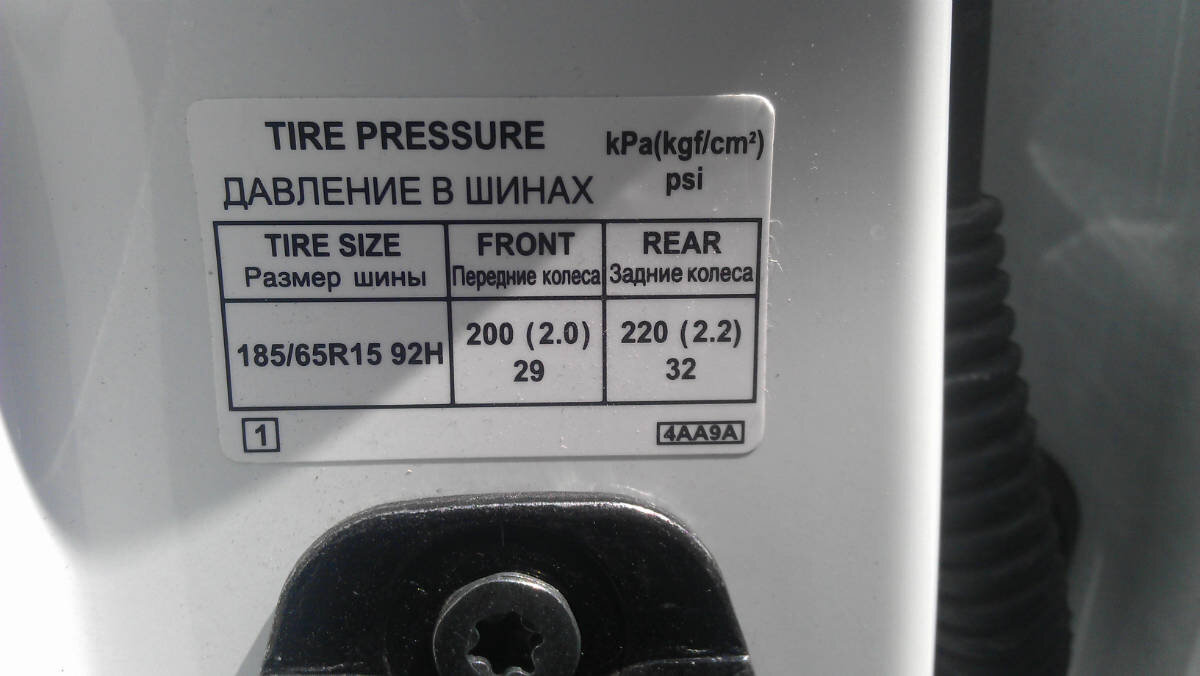 TIRE PRESSURE kPa(kgf/cm²)
ДАВЛЕНИЕ В ШИНАХ psi
TIRE SIZE FRONT REAR
Размер шины Передние колеса Задние колеса
185/65R15 92H 200 (2.0) 220 (2.2)
29 32
1 4AA9A